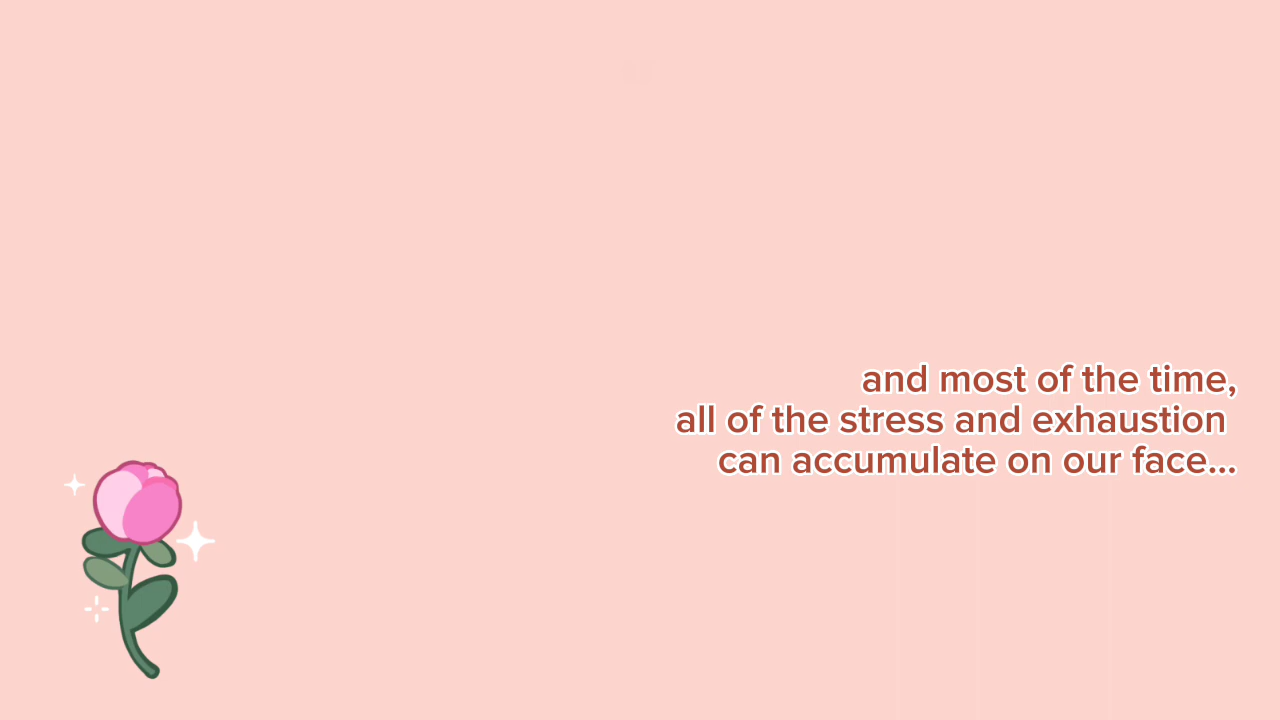 and most of the time,
all of the stress and exhaustion
can accumulate on our face...